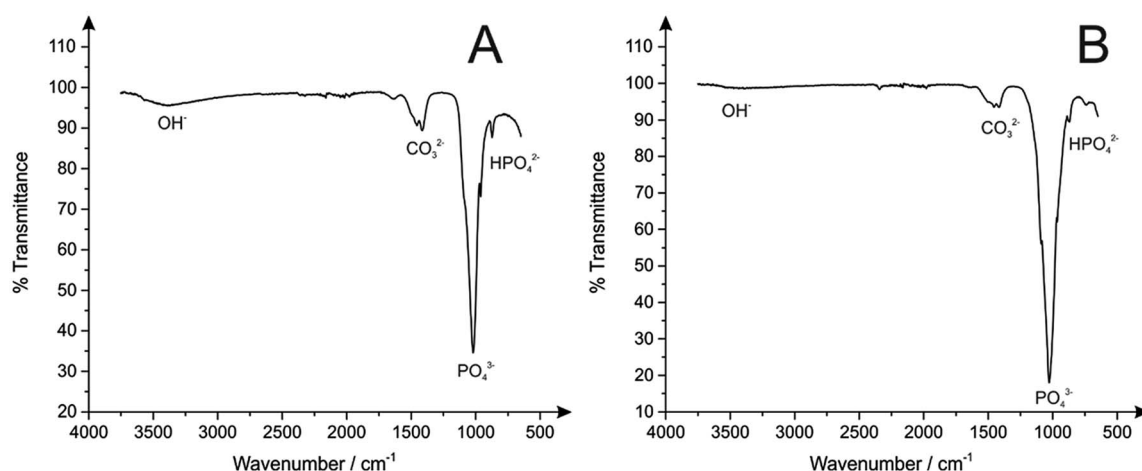 A
110
100
90
80
70
60
50
40
30
20
% Transmittance
OH⁻
CO₃²⁻
HPO₄²⁻
PO₄³⁻
4000 3500 3000 2500 2000 1500 1000 500
Wavenumber / cm⁻¹
B
110
100
90
80
70
60
50
40
30
20
10
% Transmittance
OH⁻
CO₃²⁻
HPO₄²⁻
PO₄³⁻
4000 3500 3000 2500 2000 1500 1000 500
Wavenumber / cm⁻¹